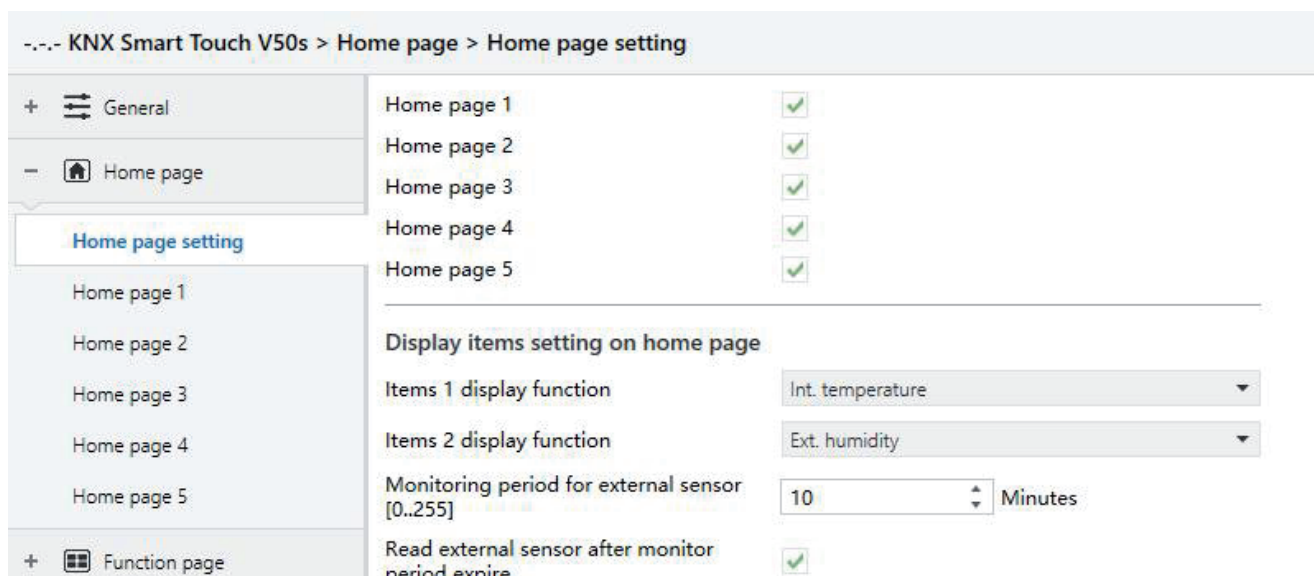 -.-.- KNX Smart Touch V50s > Home page > Home page setting
+ General
− Home page
Home page setting
Home page 1
Home page 2
Home page 3
Home page 4
Home page 5
+ Function page
Home page 1
Home page 2
Home page 3
Home page 4
Home page 5
Display items setting on home page
Items 1 display function Int. temperature
Items 2 display function Ext. humidity
Monitoring period for external sensor
[0..255] 10 Minutes
Read external sensor after monitor
period expire